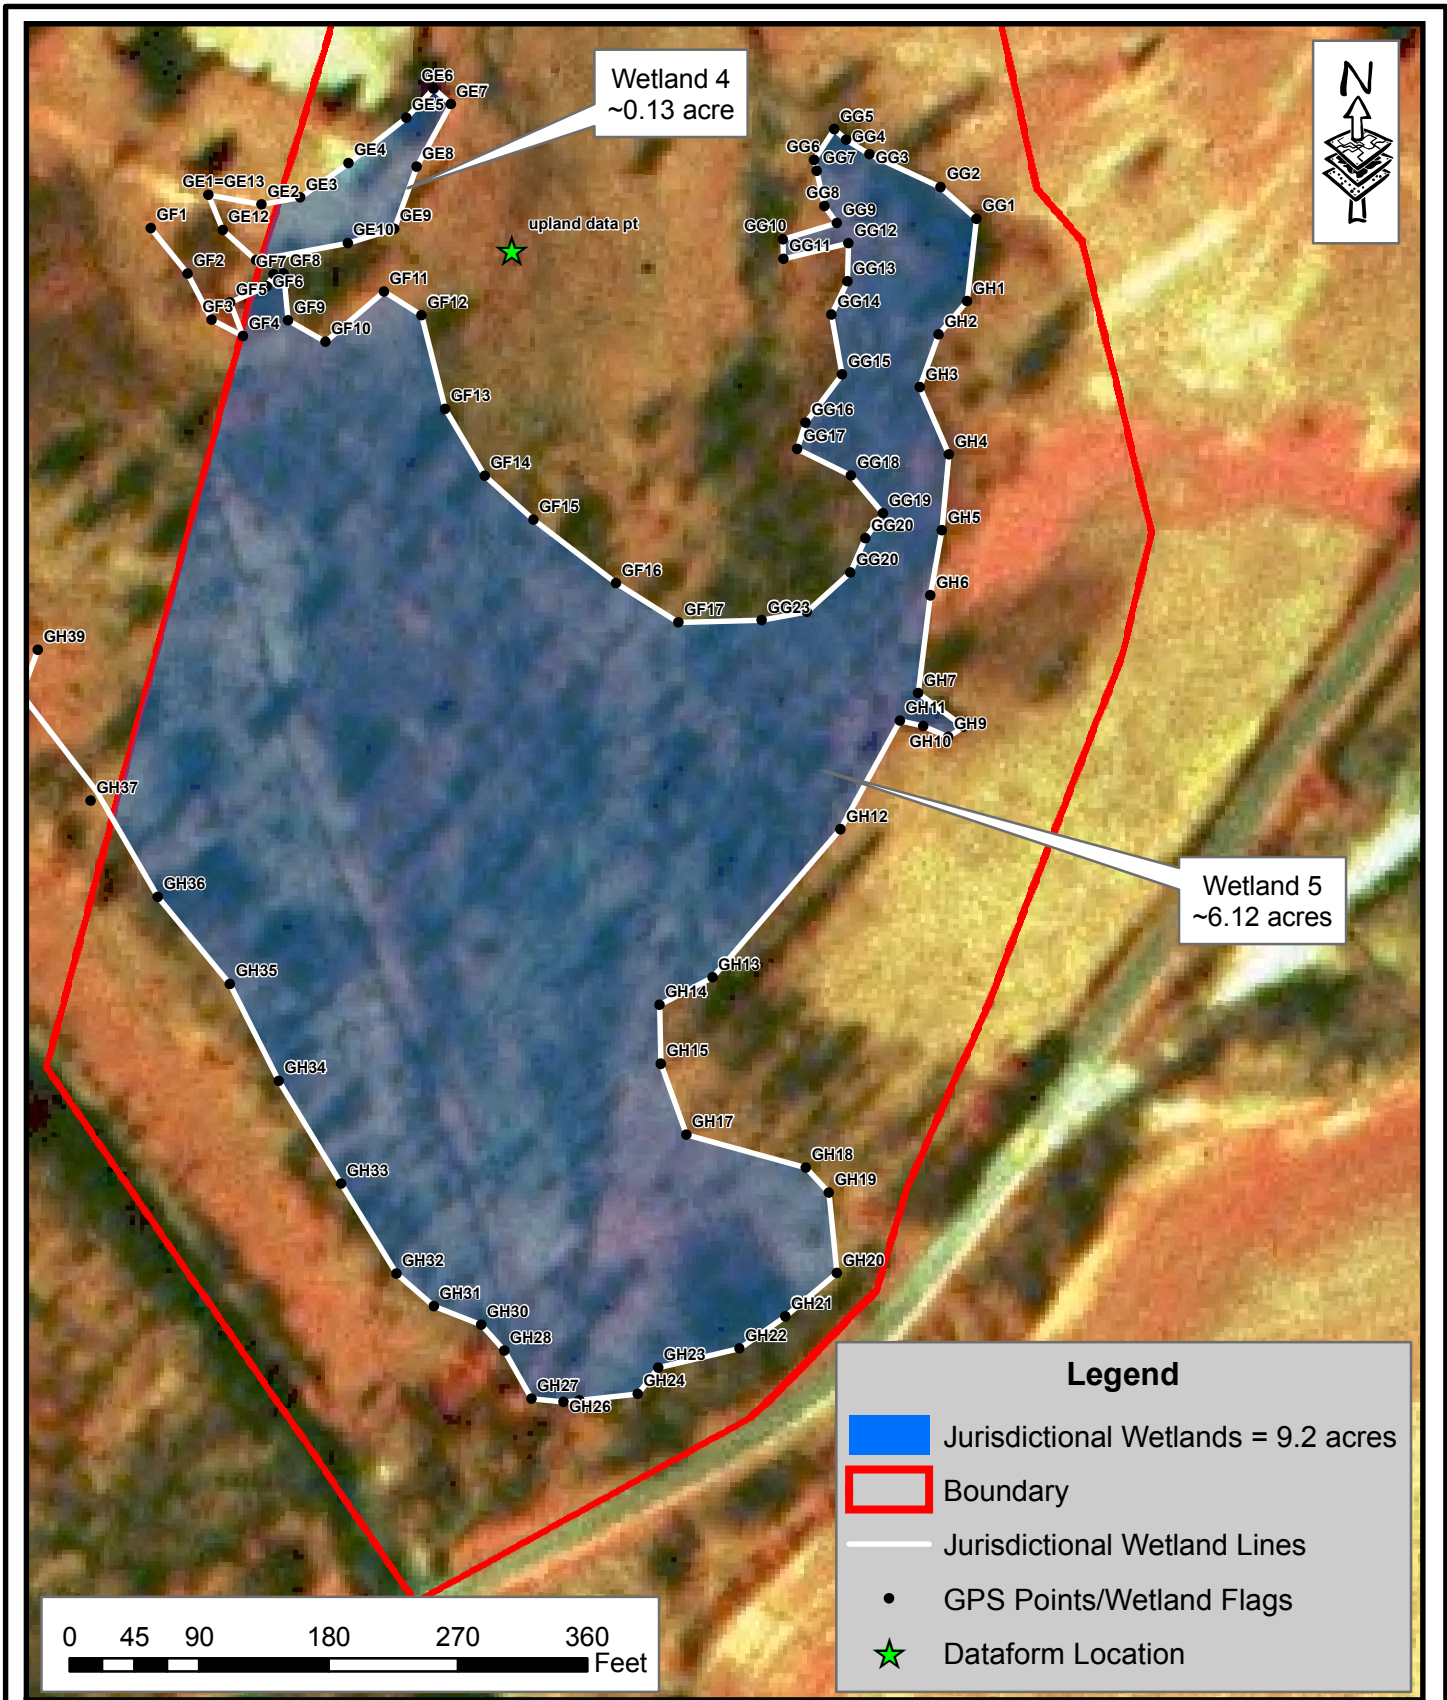 N
Wetland 4
~0.13 acre
GE6
GE7
GE5
GE4
GE8
GE1=GE13
GE2
GE3
GE12
GE9
GE10
GF1
GF2
GF7
GF8
GF6
GF5
GF3
GF4
GF9
GF10
GF11
GF12
upland data pt
GF13
GF14
GF15
GF16
GF17
GG5
GG4
GG3
GG6
GG7
GG2
GG1
GG8
GG9
GG10
GG12
GG11
GG13
GG14
GG15
GG16
GG17
GG18
GG19
GG20
GG20
GG23
GH1
GH2
GH3
GH4
GH5
GH6
GH7
GH9
GH11
GH10
GH12
Wetland 5
~6.12 acres
GH13
GH14
GH15
GH17
GH18
GH19
GH20
GH21
GH22
GH23
GH24
GH26
GH27
GH28
GH30
GH31
GH32
GH33
GH34
GH35
GH36
GH37
GH39
Legend
Jurisdictional Wetlands = 9.2 acres
Boundary
Jurisdictional Wetland Lines
GPS Points/Wetland Flags
Dataform Location
0 45 90 180 270 360
Feet